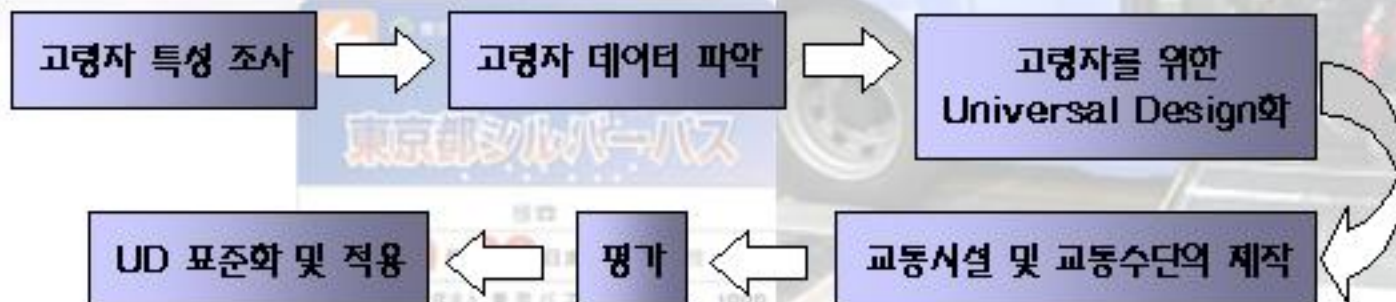 고령자 특성 조사
고령자 데이터 파악
고령자를 위한
Universal Design화
東京都シルバーパス
교통시설 및 교통수단의 제작
평가
UD 표준화 및 적용